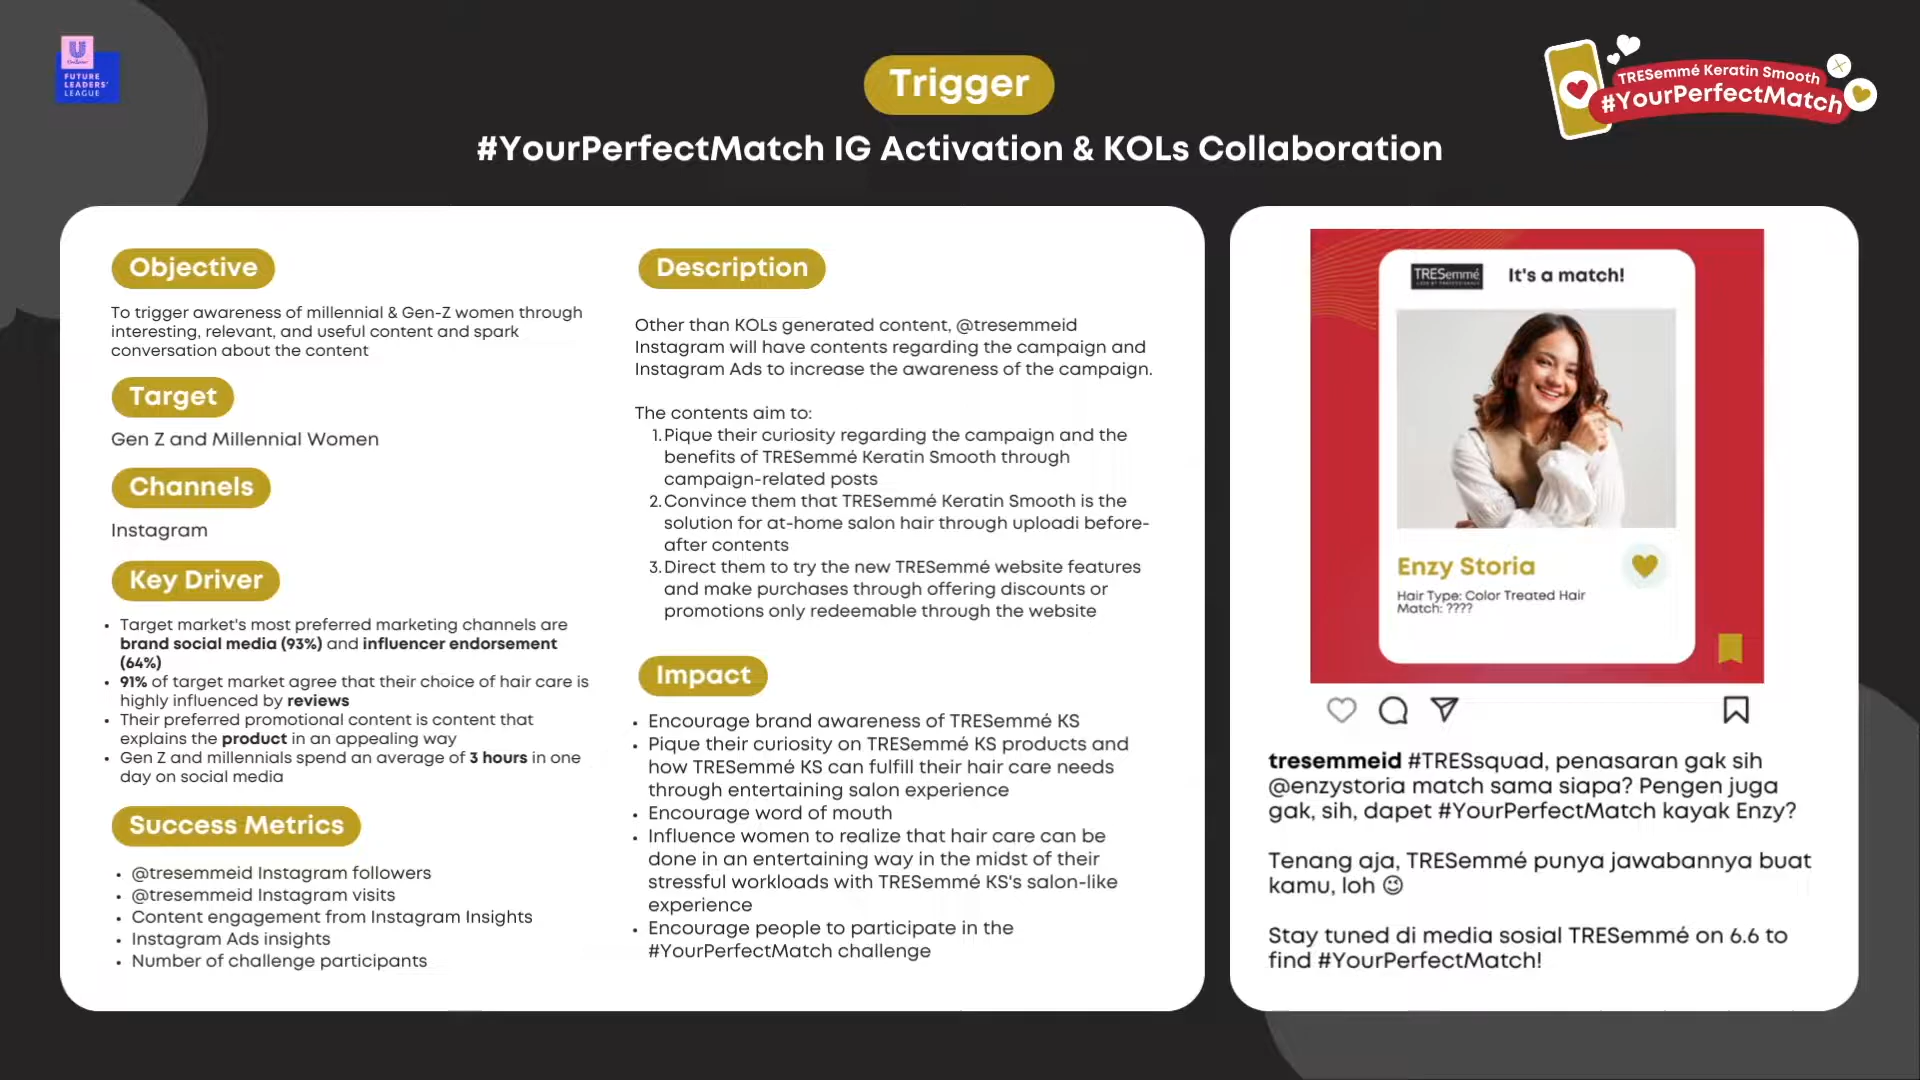 Unilever
FUTURE
LEADERS'
LEAGUE
Trigger
#YourPerfectMatch IG Activation & KOLs Collaboration
TRESemmé Keratin Smooth
#YourPerfectMatch
Objective
To trigger awareness of millennial & Gen-Z women through
interesting, relevant, and useful content and spark
conversation about the content
Target
Gen Z and Millennial Women
Channels
Instagram
Key Driver
• Target market's most preferred marketing channels are
brand social media (93%) and influencer endorsement
(64%)
• 91% of target market agree that their choice of hair care is
highly influenced by reviews
• Their preferred promotional content is content that
explains the product in an appealing way
• Gen Z and millennials spend an average of 3 hours in one
day on social media
Success Metrics
• @tresemmeid Instagram followers
• @tresemmeid Instagram visits
• Content engagement from Instagram Insights
• Instagram Ads insights
• Number of challenge participants
Description
Other than KOLs generated content, @tresemmeid
Instagram will have contents regarding the campaign and
Instagram Ads to increase the awareness of the campaign.
The contents aim to:
1. Pique their curiosity regarding the campaign and the
benefits of TRESemmé Keratin Smooth through
campaign-related posts
2. Convince them that TRESemmé Keratin Smooth is the
solution for at-home salon hair through uploadi before-
after contents
3. Direct them to try the new TRESemmé website features
and make purchases through offering discounts or
promotions only redeemable through the website
Impact
• Encourage brand awareness of TRESemmé KS
• Pique their curiosity on TRESemmé KS products and
how TRESemmé KS can fulfill their hair care needs
through entertaining salon experience
• Encourage word of mouth
• Influence women to realize that hair care can be
done in an entertaining way in the midst of their
stressful workloads with TRESemmé KS's salon-like
experience
• Encourage people to participate in the
#YourPerfectMatch challenge
TRESemmé
It's a match!
Enzy Storia
Hair Type: Color Treated Hair
Match: ????
tresemmeid #TRESsquad, penasaran gak sih
@enzystoria match sama siapa? Pengen juga
gak, sih, dapet #YourPerfectMatch kayak Enzy?
Tenang aja, TRESemmé punya jawabannya buat
kamu, loh 😉
Stay tuned di media sosial TRESemmé on 6.6 to
find #YourPerfectMatch!